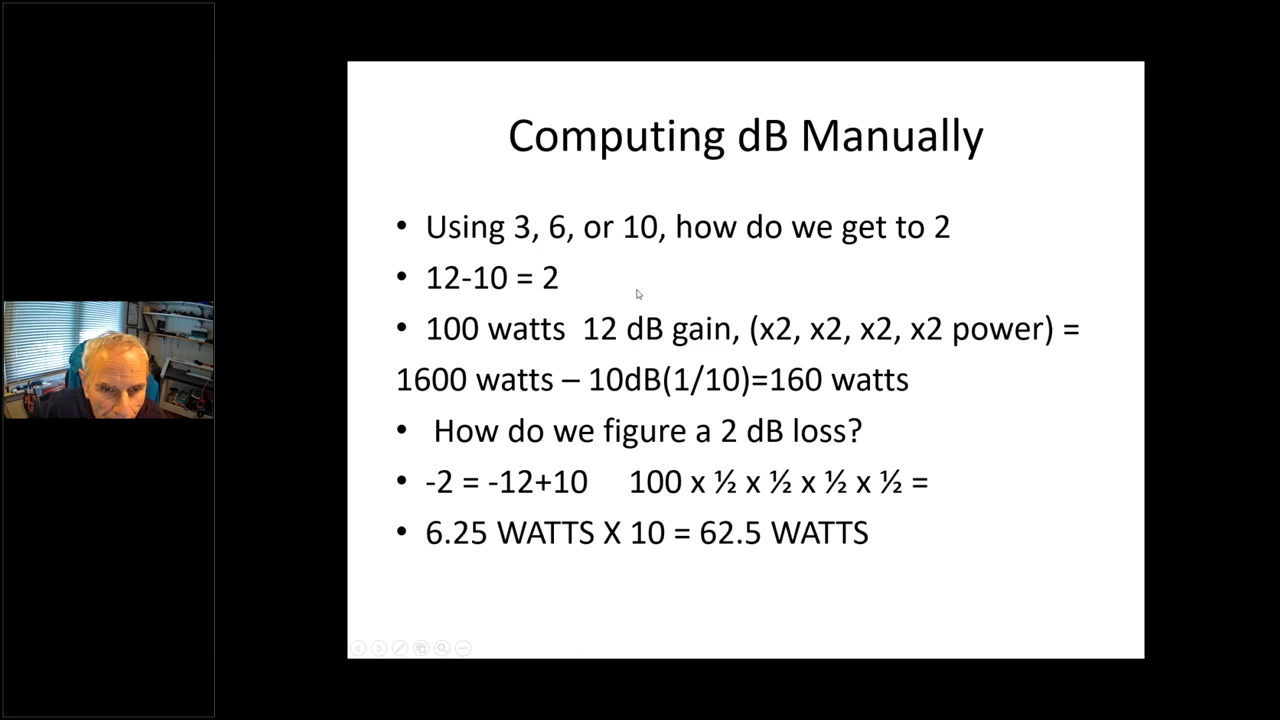 Computing dB Manually
• Using 3, 6, or 10, how do we get to 2
• 12-10 = 2
• 100 watts  12 dB gain, (x2, x2, x2, x2 power) =
1600 watts – 10dB(1/10)=160 watts
• How do we figure a 2 dB loss?
• -2 = -12+10     100 x ½ x ½ x ½ x ½ =
• 6.25 WATTS X 10 = 62.5 WATTS